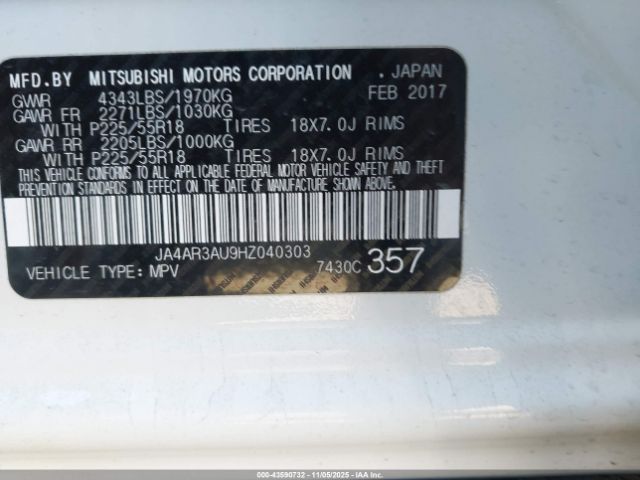 MFD.BY MITSUBISHI MOTORS CORPORATION . JAPAN
GVWR 4343LBS/1970KG FEB 2017
GAWR FR 2271LBS/1030KG
WITH P225/55R18 TIRES 18X7.0J RIMS
GAWR RR 2205LBS/1000KG
WITH P225/55R18 TIRES 18X7.0J RIMS
THIS VEHICLE CONFORMS TO ALL APPLICABLE FEDERAL MOTOR VEHICLE SAFETY AND THEFT
PREVENTION STANDARDS IN EFFECT ON THE DATE OF MANUFACTURE SHOWN ABOVE.
JA4AR3AU9HZ040303
VEHICLE TYPE:MPV 7430C 357
000-43590732 - 11/05/2025 - IAAI.COM